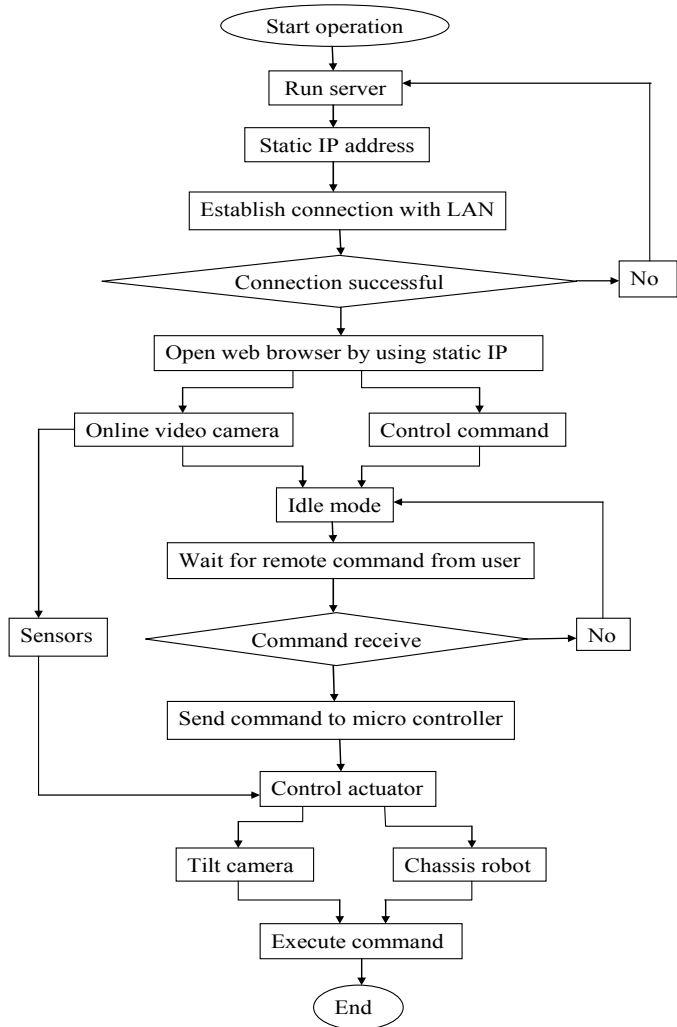 Start operation
Run server
Static IP address
Establish connection with LAN
Connection successful
No
Open web browser by using static IP
Online video camera
Control command
Idle mode
Wait for remote command from user
Sensors
Command receive
No
Send command to micro controller
Control actuator
Tilt camera
Chassis robot
Execute command
End